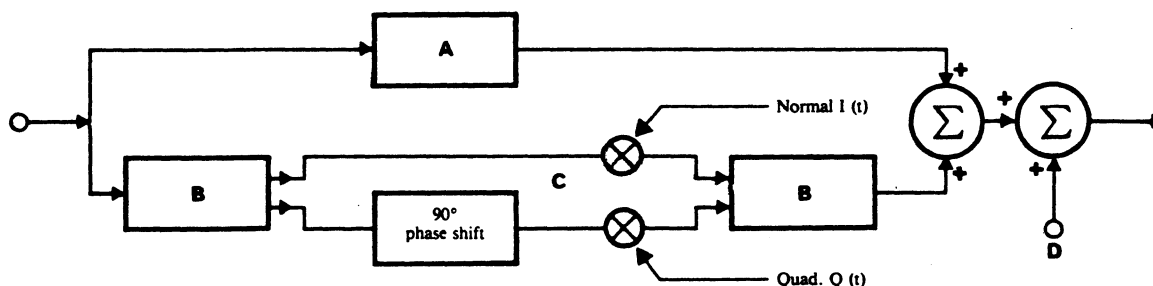 A
Normal I (t)
Σ
Σ
+
+
+
+
B
C
B
90°
phase shift
D
Quad. Q (t)